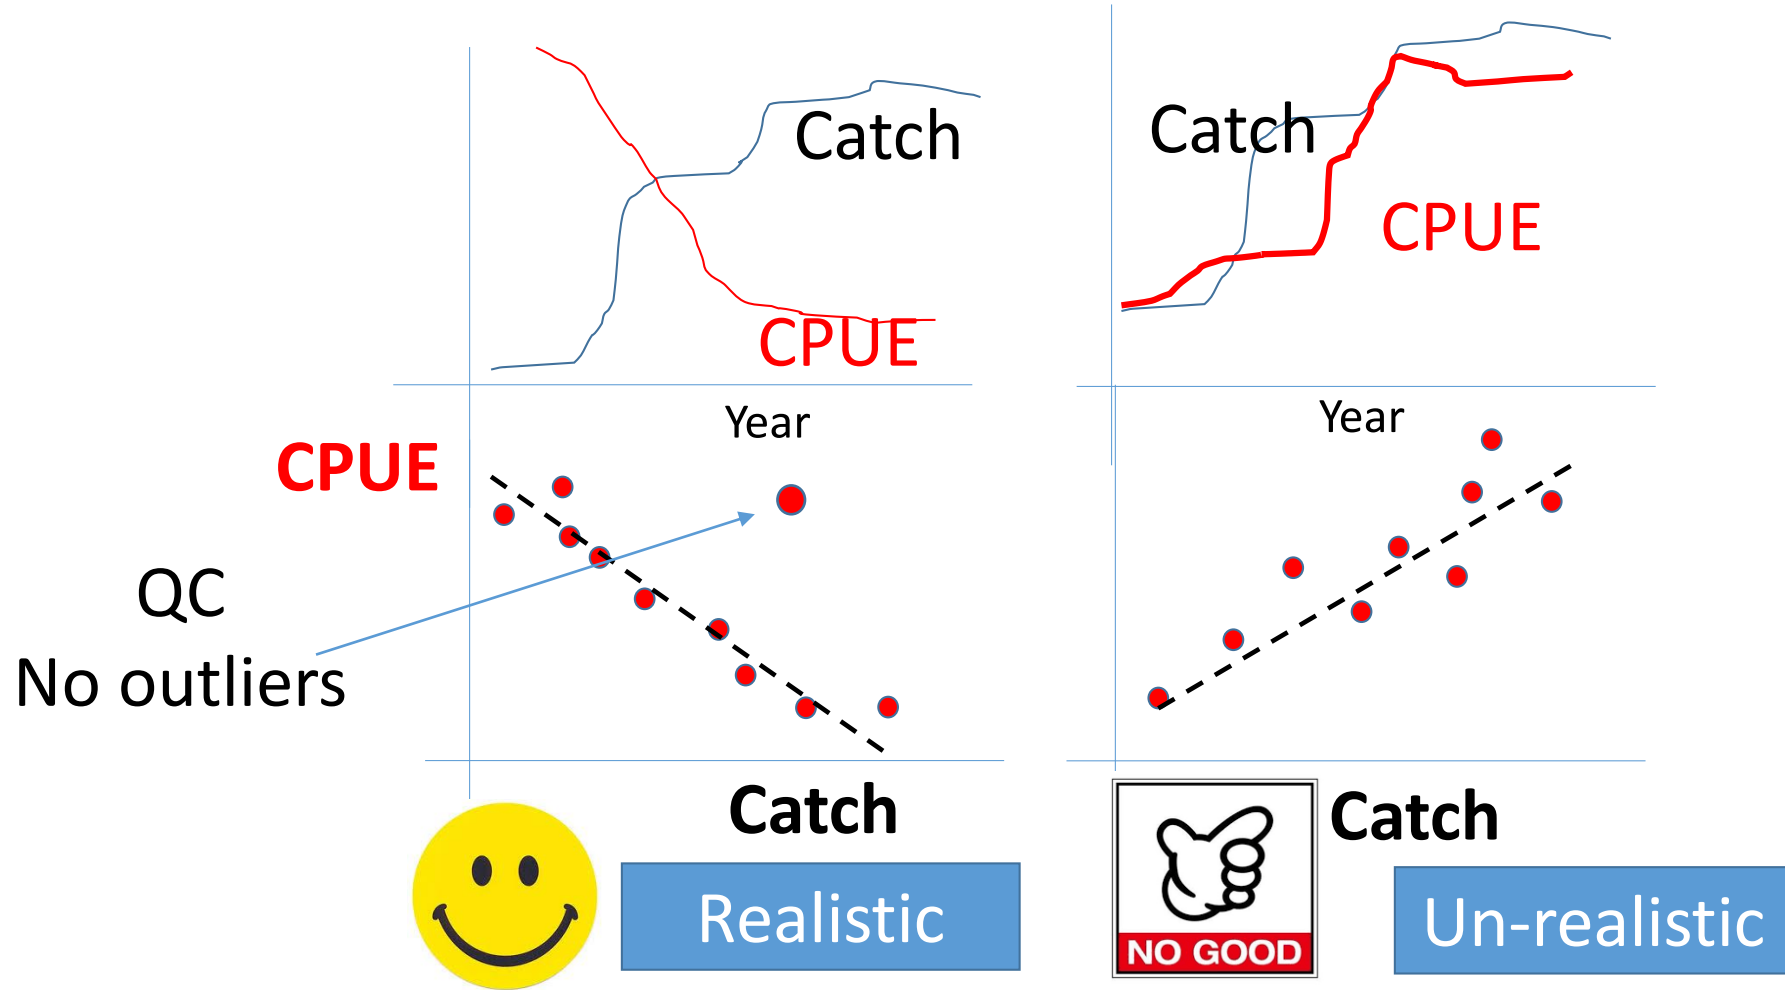 Catch
CPUE
Year
Catch
CPUE
Year
CPUE
QC
No outliers
Catch
Realistic
Catch
NO GOOD
Un-realistic